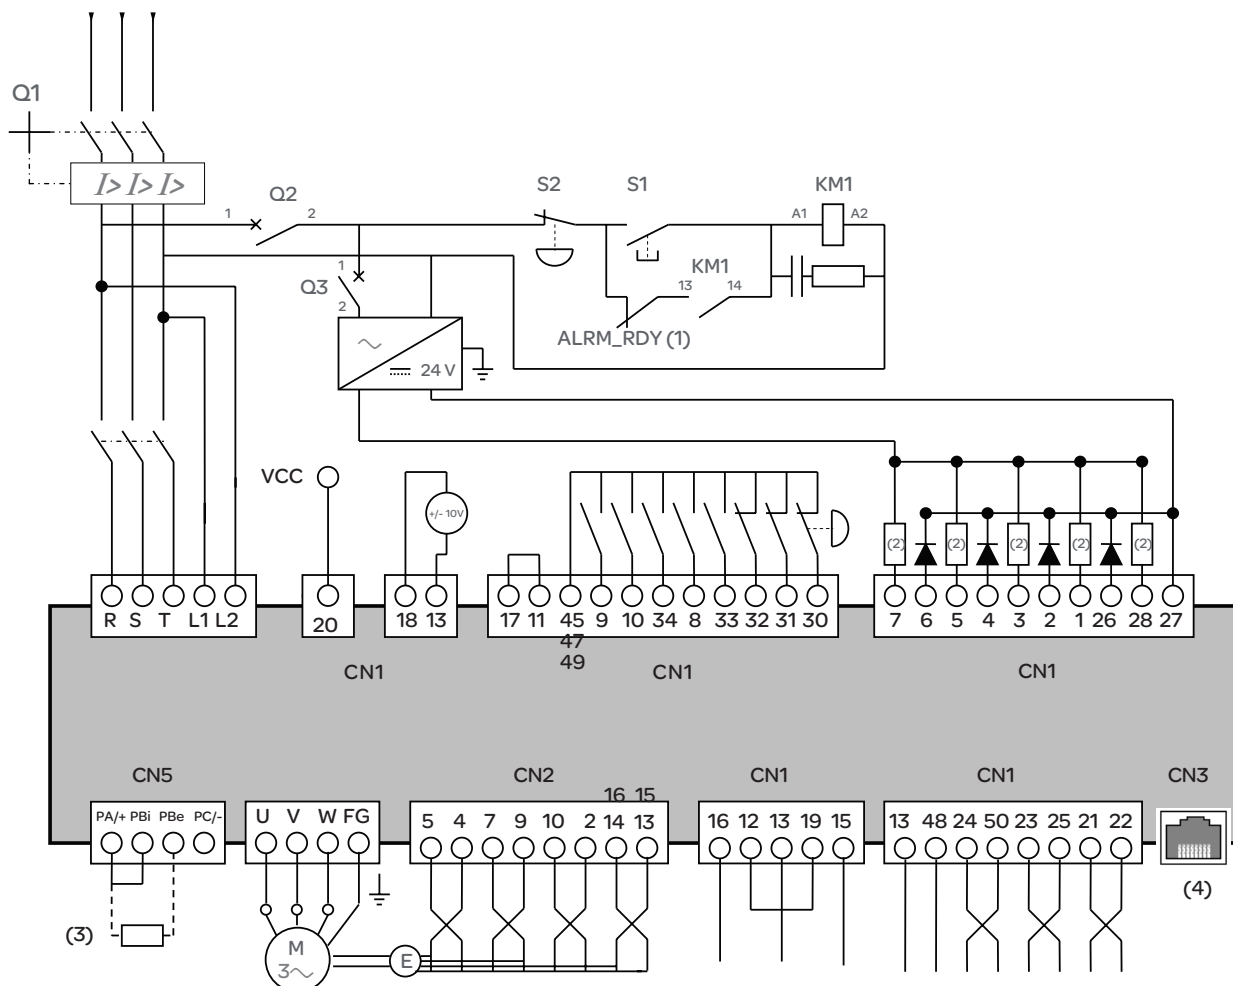 Q1
I> I> I>
Q2
1
2
S2
S1
KM1
A1
A2
1
Q3
2
KM1
13
14
ALRM_RDY (1)
24 V
VCC
+/- 10V
(2)
(2)
(2)
(2)
(2)
R S T L1 L2
20
18 13
17 11 45 9 10 34 8 33 32 31 30
47
49
7 6 5 4 3 2 1 26 28 27
CN1
CN1
CN1
CN5
CN2
CN1
CN1
CN3
16 15
PA/+ PBi PBe PC/-
U V W FG
5 4 7 9 10 2 14 13
16 12 13 19 15
13 48 24 50 23 25 21 22
(4)
(3)
M
3~
E